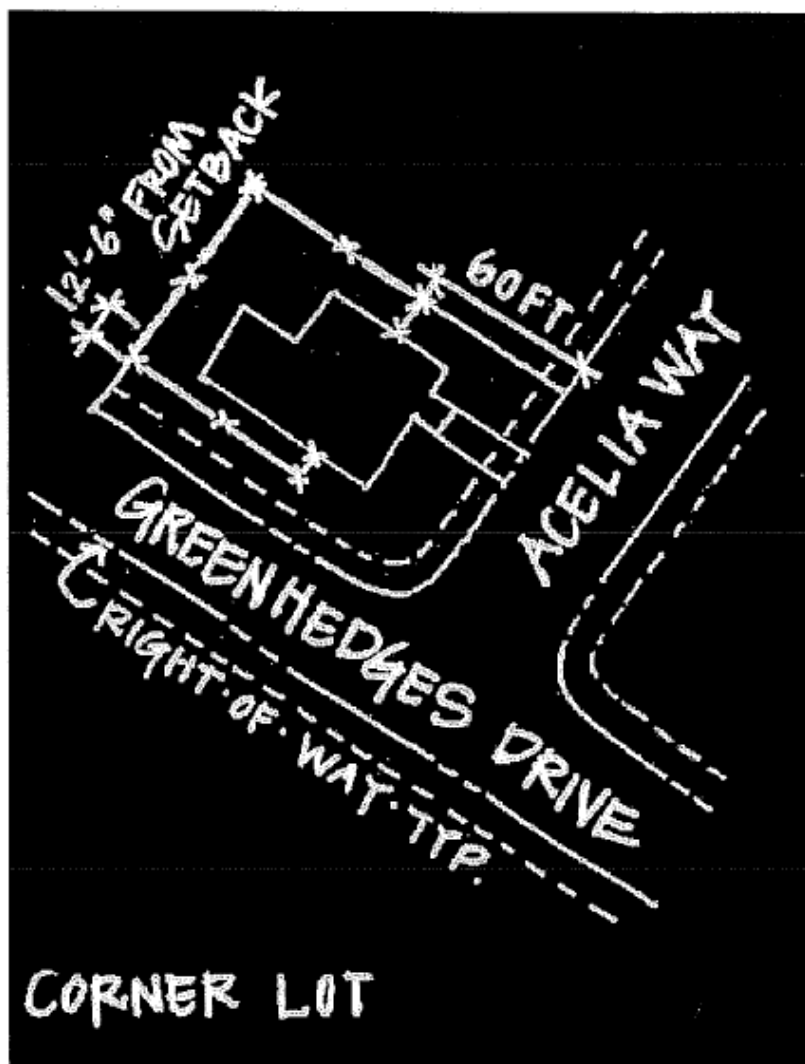 12'-6" FROM
SETBACK
60 FT
ACELIA WAY
GREENHEDGES DRIVE
RIGHT·OF·WAY·TYP.
CORNER LOT